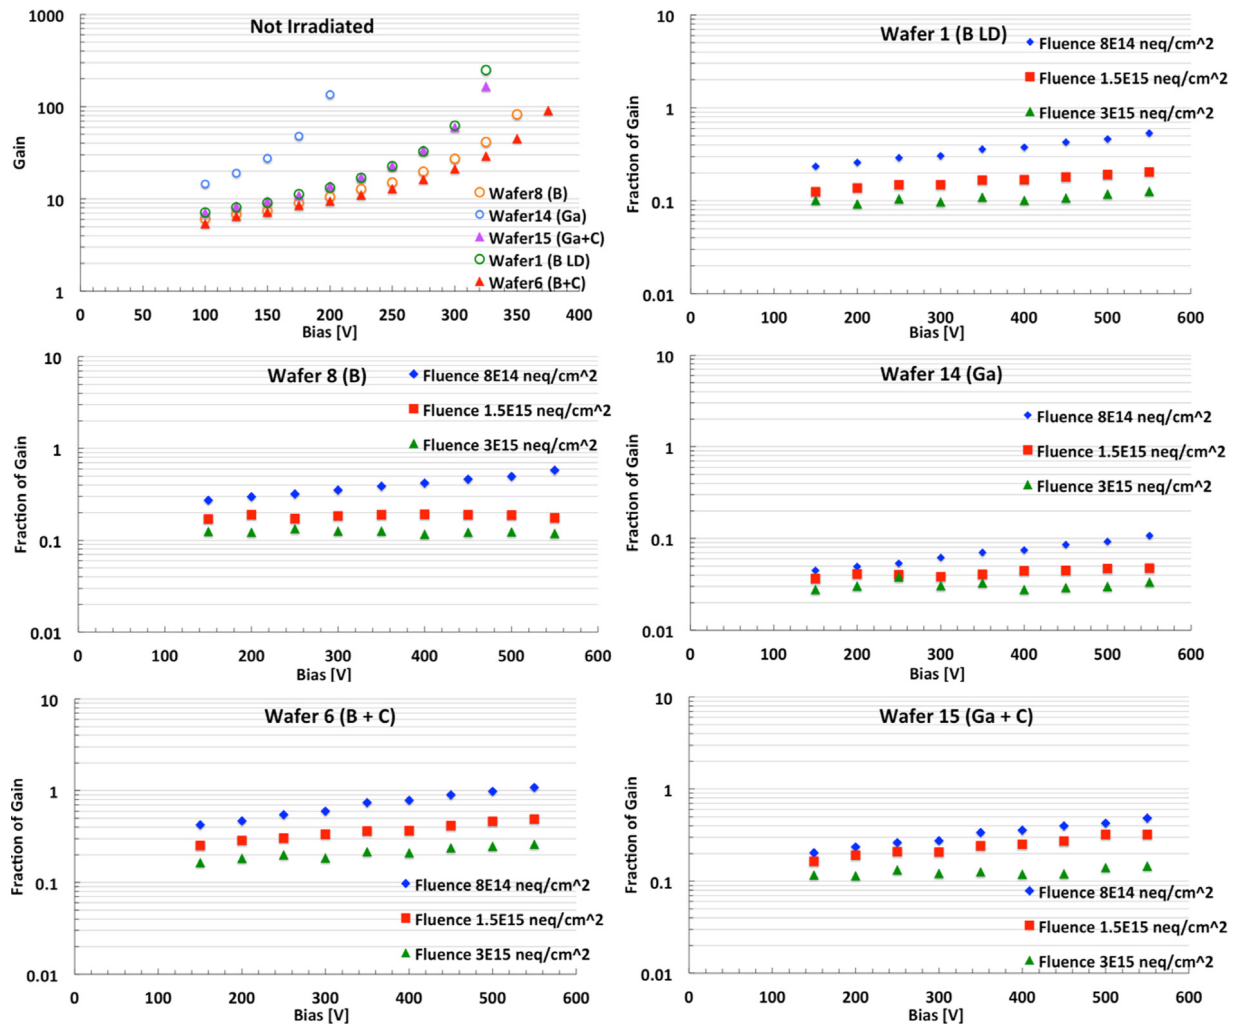 Not Irradiated
1000
100
10
1
Gain
0 50 100 150 200 250 300 350 400
Bias [V]
Wafer8 (B)
Wafer14 (Ga)
Wafer15 (Ga+C)
Wafer1 (B LD)
Wafer6 (B+C)
Wafer 1 (B LD)
Fluence 8E14 neq/cm^2
Fluence 1.5E15 neq/cm^2
Fluence 3E15 neq/cm^2
10
1
0.1
0.01
Fraction of Gain
0 100 200 300 400 500 600
Bias [V]
Wafer 8 (B)
Fluence 8E14 neq/cm^2
Fluence 1.5E15 neq/cm^2
Fluence 3E15 neq/cm^2
10
1
0.1
0.01
Fraction of Gain
0 100 200 300 400 500 600
Bias [V]
Wafer 14 (Ga)
Fluence 8E14 neq/cm^2
Fluence 1.5E15 neq/cm^2
Fluence 3E15 neq/cm^2
10
1
0.1
0.01
Fraction of Gain
0 100 200 300 400 500 600
Bias [V]
Wafer 6 (B + C)
10
1
0.1
0.01
Fraction of Gain
Fluence 8E14 neq/cm^2
Fluence 1.5E15 neq/cm^2
Fluence 3E15 neq/cm^2
0 100 200 300 400 500 600
Bias [V]
Wafer 15 (Ga + C)
10
1
0.1
0.01
Fraction of Gain
Fluence 8E14 neq/cm^2
Fluence 1.5E15 neq/cm^2
Fluence 3E15 neq/cm^2
0 100 200 300 400 500 600
Bias [V]